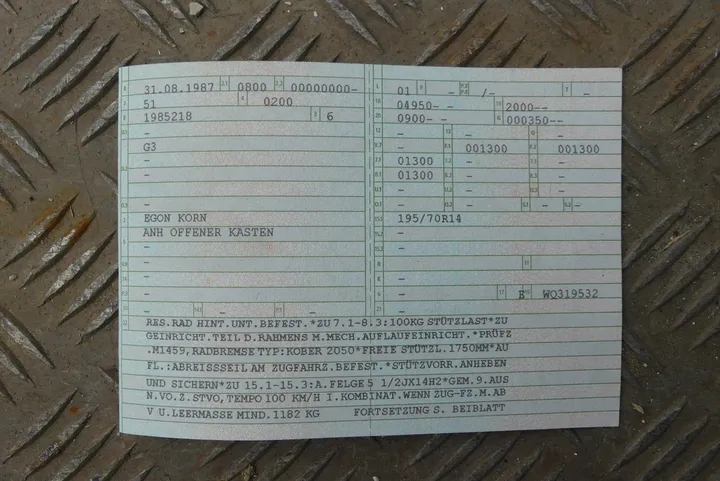 31.08.1987 0800 00000000-
51 0200
1985218 6
-
G3
-
-
-
-
EGON KORN
ANH OFFENER KASTEN
-
-
-
-
- -
01 - -/- -
04950- - 2000--
0900- - 000350--
- - -
- 001300 001300
01300 - -
01300 - -
- - -
- - - -
195/70R14
-
-
-
-
- E WQ319532
-
RES.RAD HINT.UNT.BEFEST.*ZU 7.1-8.3:100KG STÜTZLAST*ZU
GEINRICHT.TEIL D.RAHMENS M.MECH.AUFLAUFEINRICHT.*PRÜFZ
.M1459,RADBREMSE TYP:KOBER 2050*FREIE STÜTZL.1750MM*AU
FL.:ABREISSSEIL AM ZUGFAHRZ.BEFEST.*STÜTZVORR.ANHEBEN
UND SICHERN*ZU 15.1-15.3:A.FELGE 5 1/2JX14H2*GEM.9.AUS
N.VO.Z.STVO,TEMPO 100 KM/H I.KOMBINAT.WENN ZUG-FZ.M.AB
V U.LEERMASSE MIND.1182 KG FORTSETZUNG S. BEIBLATT